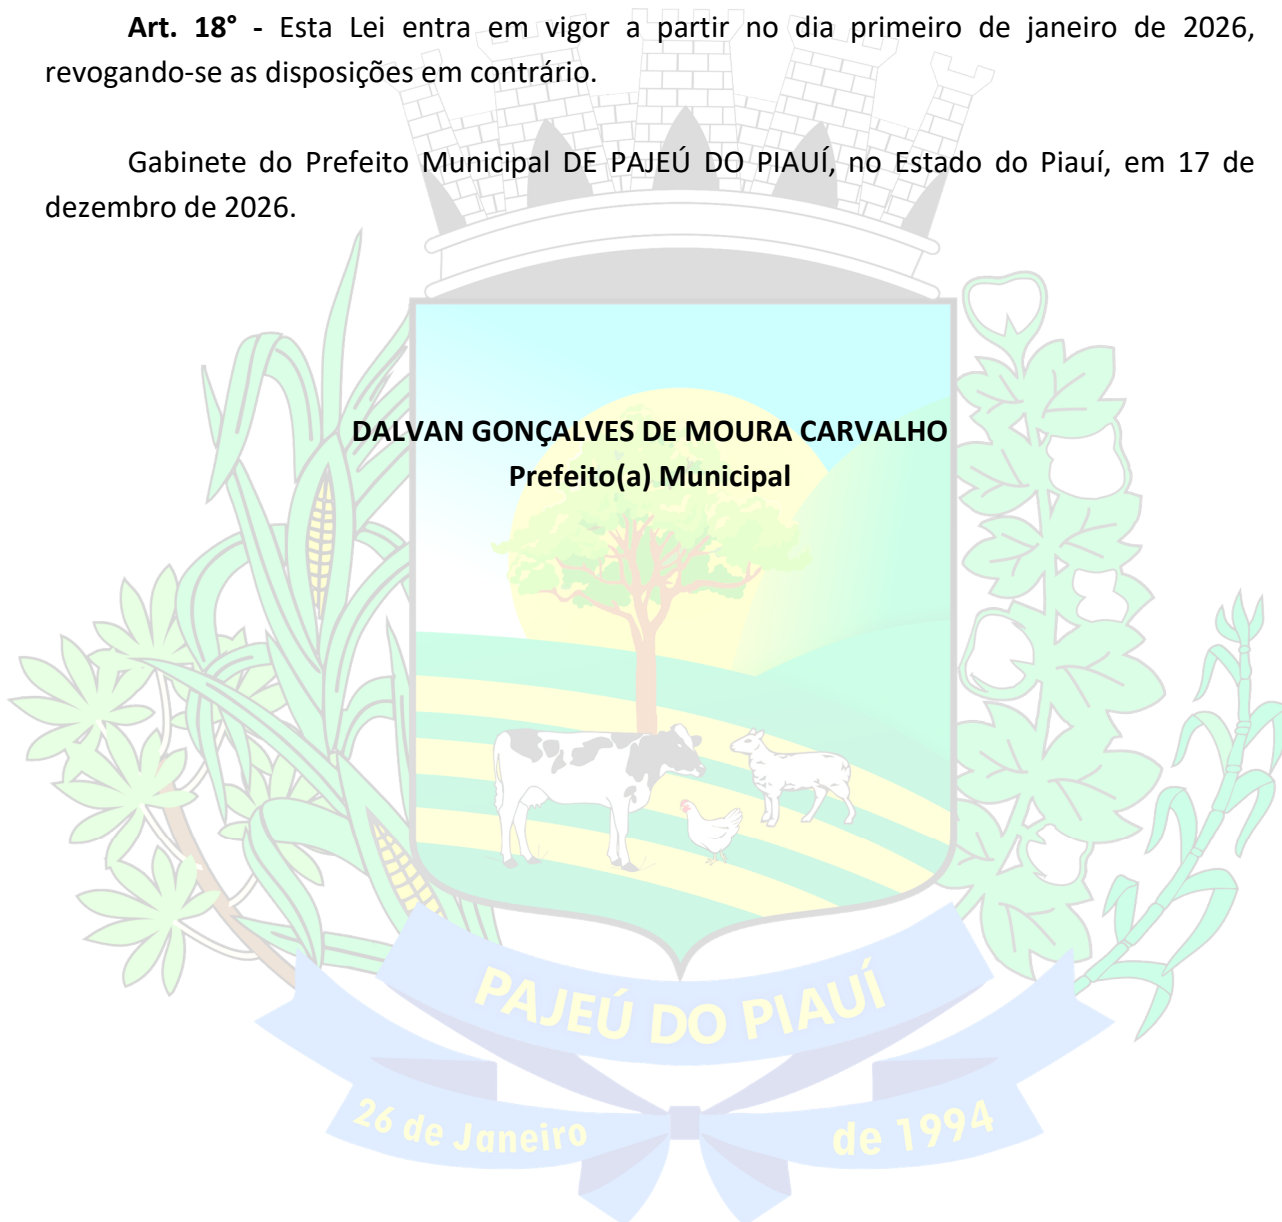 Art. 18° - Esta Lei entra em vigor a partir no dia primeiro de janeiro de 2026,
revogando-se as disposições em contrário.
Gabinete do Prefeito Municipal DE PAJEÚ DO PIAUÍ, no Estado do Piauí, em 17 de
dezembro de 2026.
DALVAN GONÇALVES DE MOURA CARVALHO
Prefeito(a) Municipal
PAJEÚ DO PIAUÍ
26 de Janeiro de 1994